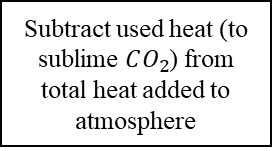 Subtract used heat (to
sublime CO₂) from
total heat added to
atmosphere